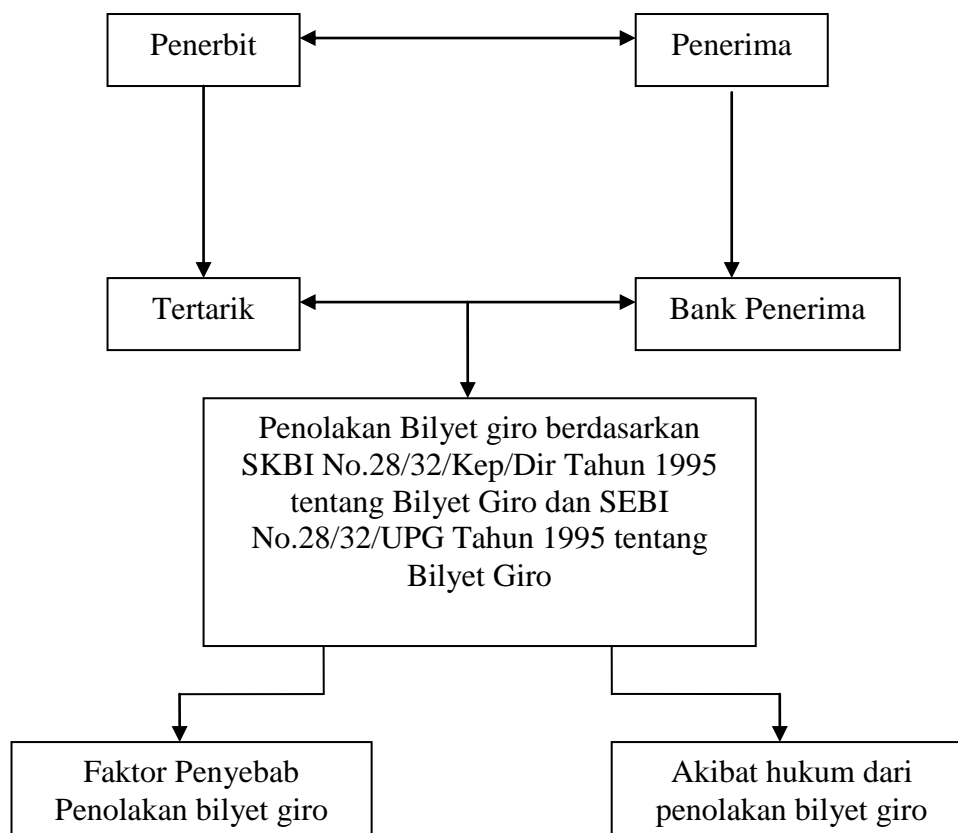 Penerbit
Penerima
Tertarik
Bank Penerima
Penolakan Bilyet giro berdasarkan
SKBI No.28/32/Kep/Dir Tahun 1995
tentang Bilyet Giro dan SEBI
No.28/32/UPG Tahun 1995 tentang
Bilyet Giro
Faktor Penyebab
Penolakan bilyet giro
Akibat hukum dari
penolakan bilyet giro